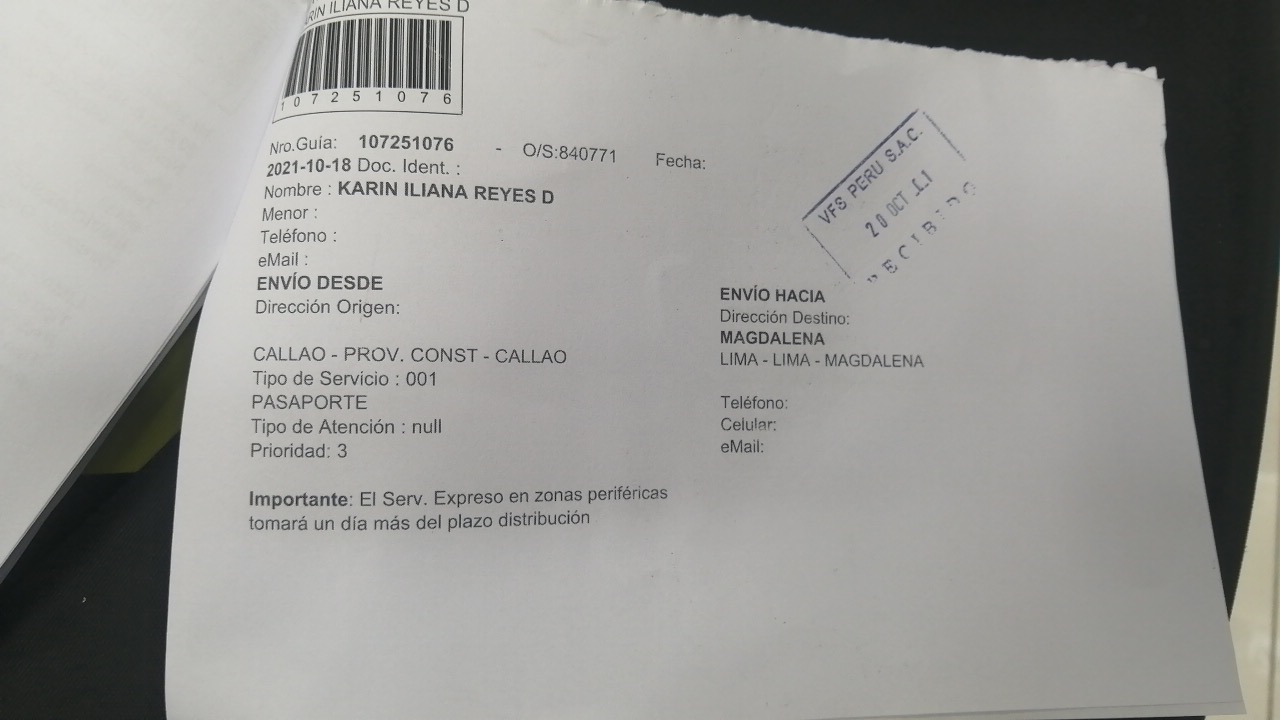 KARIN ILIANA REYES D
107251076
Nro.Guía: 107251076 - O/S:840771 Fecha:
2021-10-18 Doc. Ident. :
Nombre : KARIN ILIANA REYES D
Menor :
Teléfono :
eMail :
ENVÍO DESDE
Dirección Origen:
CALLAO - PROV. CONST - CALLAO
Tipo de Servicio : 001
PASAPORTE
Tipo de Atención : null
Prioridad: 3
ENVÍO HACIA
Dirección Destino:
MAGDALENA
LIMA - LIMA - MAGDALENA
Teléfono:
Celular:
eMail:
Importante: El Serv. Expreso en zonas periféricas
tomará un día más del plazo distribución
VFS PERU S.A.C.
20 OCT
RECIBIDO